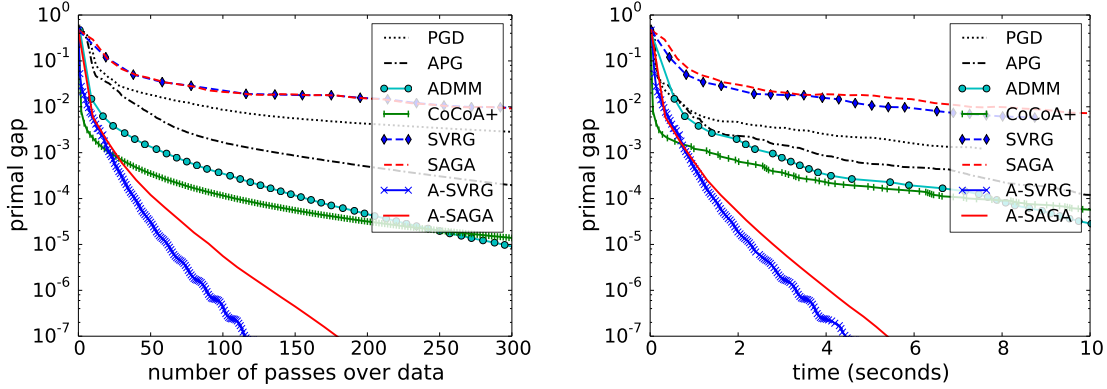 primal gap
10^0
10^-1
10^-2
10^-3
10^-4
10^-5
10^-6
10^-7
PGD
APG
ADMM
CoCoA+
SVRG
SAGA
A-SVRG
A-SAGA
0 50 100 150 200 250 300
number of passes over data
primal gap
10^0
10^-1
10^-2
10^-3
10^-4
10^-5
10^-6
10^-7
PGD
APG
ADMM
CoCoA+
SVRG
SAGA
A-SVRG
A-SAGA
0 2 4 6 8 10
time (seconds)